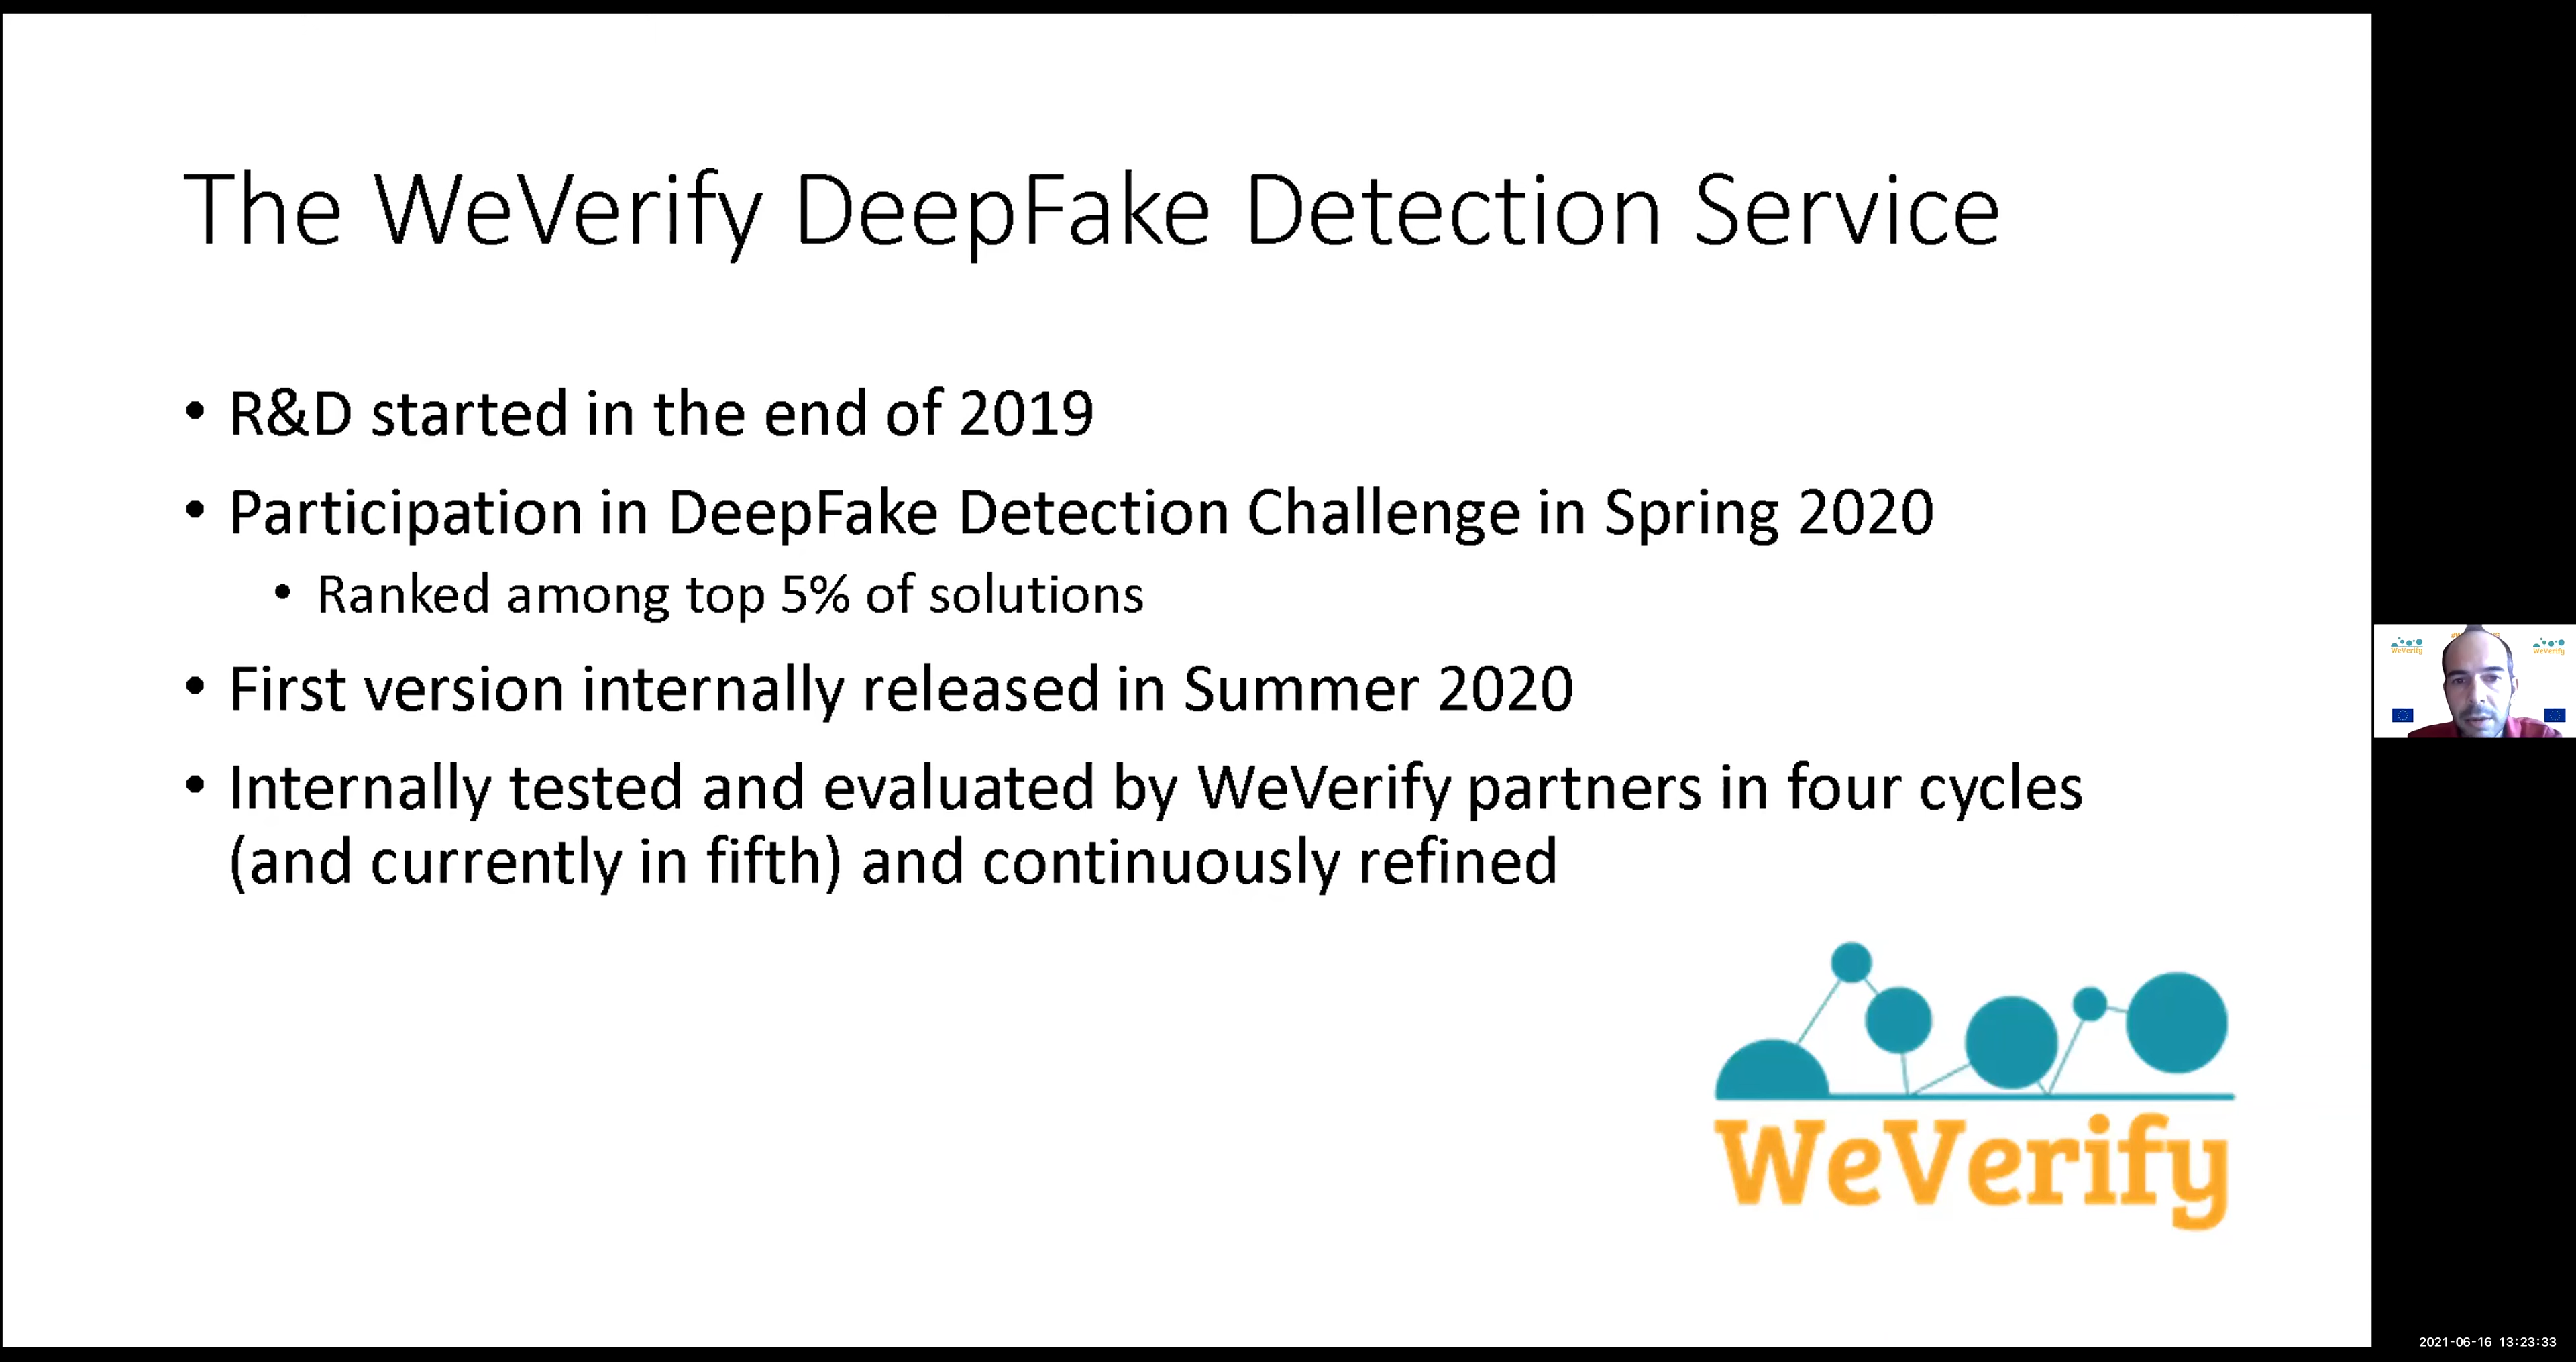 The WeVerify DeepFake Detection Service
• R&D started in the end of 2019
• Participation in DeepFake Detection Challenge in Spring 2020
• Ranked among top 5% of solutions
• First version internally released in Summer 2020
• Internally tested and evaluated by WeVerify partners in four cycles
(and currently in fifth) and continuously refined
WeVerify
WeVerify
WeVerify
2021-06-16 13:23:33